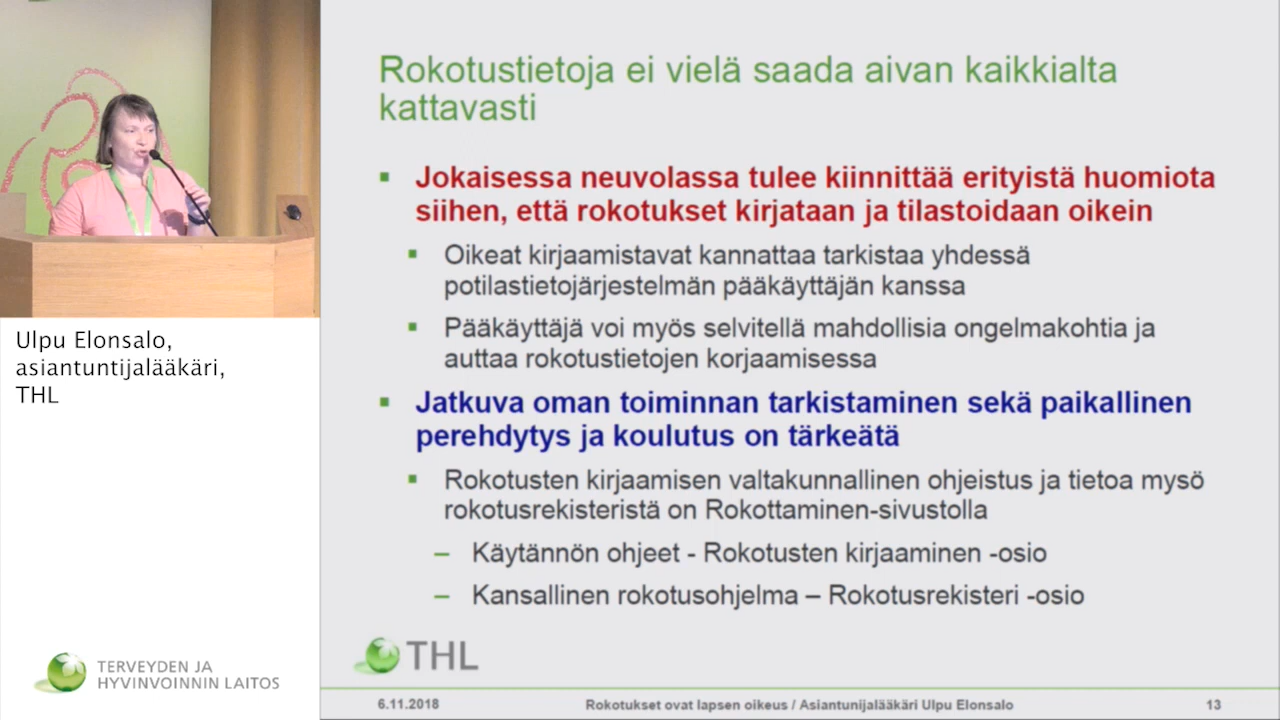 Rokotustietoja ei vielä saada aivan kaikkialta
kattavasti
Jokaisessa neuvolassa tulee kiinnittää erityistä huomiota
siihen, että rokotukset kirjataan ja tilastoidaan oikein
Oikeat kirjaamistavat kannattaa tarkistaa yhdessä
potilastietojärjestelmän pääkäyttäjän kanssa
Pääkäyttäjä voi myös selvitellä mahdollisia ongelmakohtia ja
auttaa rokotustietojen korjaamisessa
Jatkuva oman toiminnan tarkistaminen sekä paikallinen
perehdytys ja koulutus on tärkeätä
Rokotusten kirjaamisen valtakunnallinen ohjeistus ja tietoa mysö
rokotusrekisteristä on Rokottaminen-sivustolla
– Käytännön ohjeet - Rokotusten kirjaaminen -osio
– Kansallinen rokotusohjelma – Rokotusrekisteri -osio
THL
6.11.2018 Rokotukset ovat lapsen oikeus / Asiantunijalääkäri Ulpu Elonsalo 13
Ulpu Elonsalo,
asiantuntijalääkäri,
THL
TERVEYDEN JA
HYVINVOINNIN LAITOS